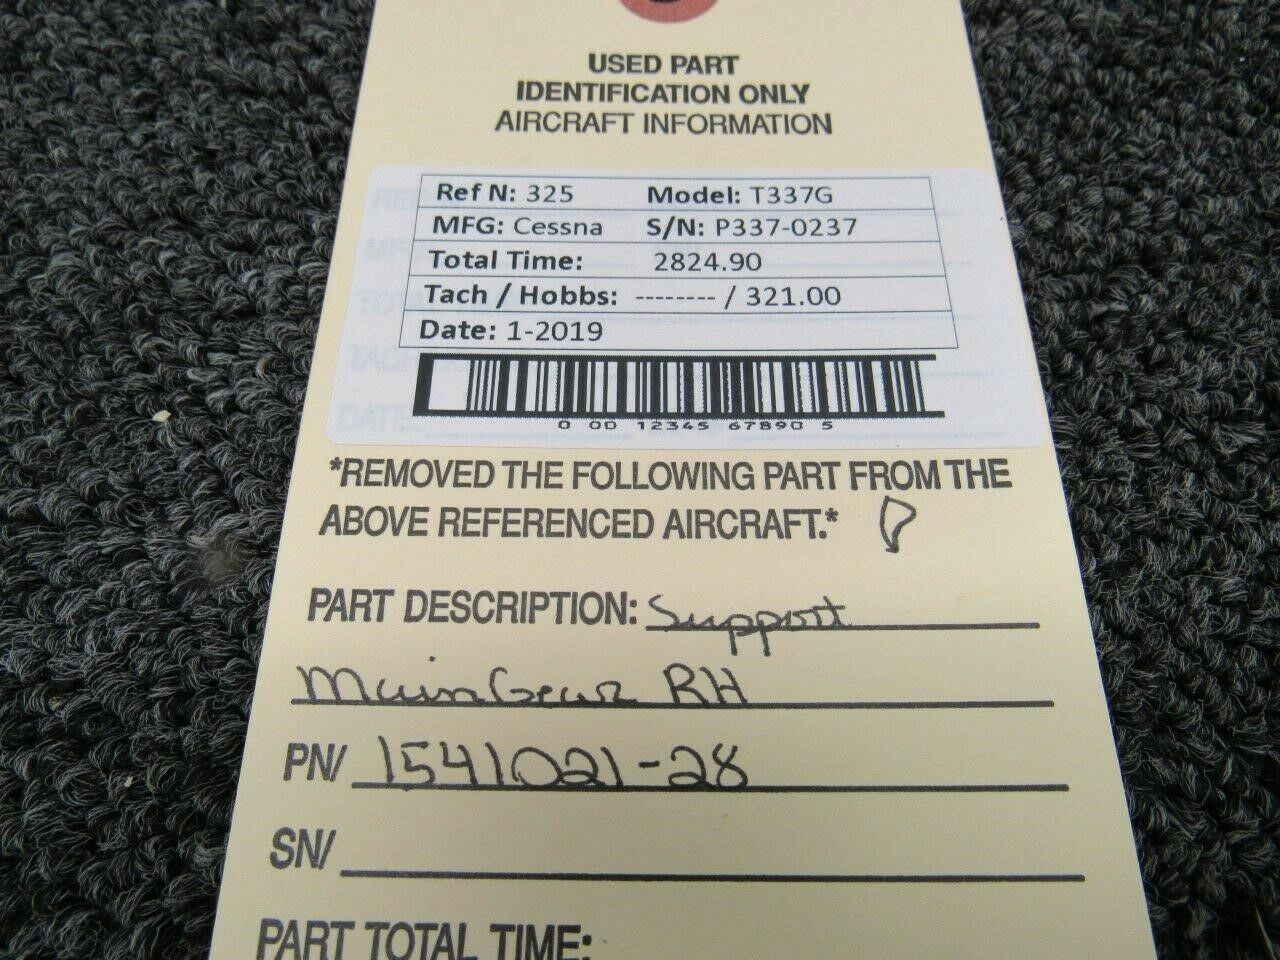 USED PART
IDENTIFICATION ONLY
AIRCRAFT INFORMATION
Ref N: 325 Model: T337G
MFG: Cessna S/N: P337-0237
Total Time: 2824.90
Tach / Hobbs: -------- / 321.00
Date: 1-2019
0 00 12345 67890 5
*REMOVED THE FOLLOWING PART FROM THE
ABOVE REFERENCED AIRCRAFT.*
PART DESCRIPTION: Support
Main Gear RH
PN/ 1541021-28
SN/
PART TOTAL TIME: